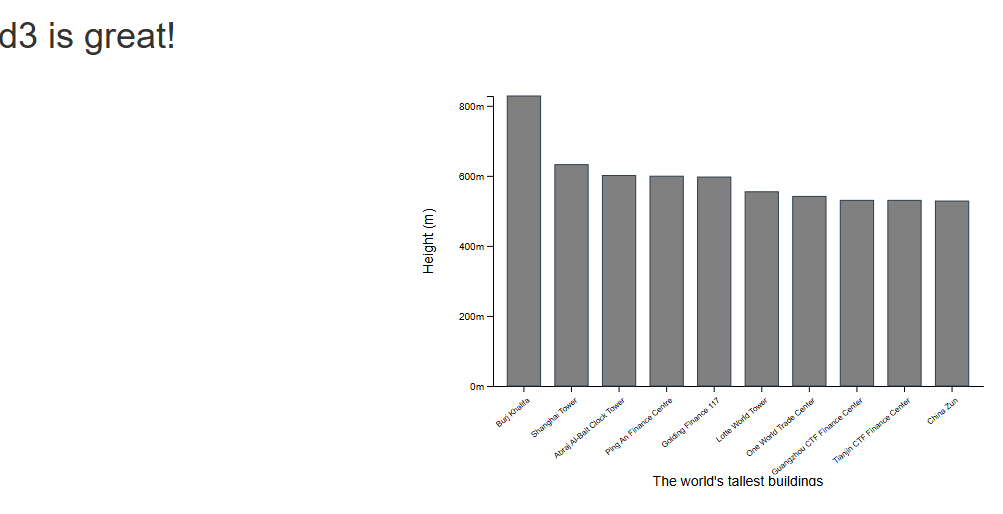 d3 is great!
800m
600m
400m
200m
0m
Height (m)
Burj Khalifa
Shanghai Tower
Abraj Al-Bait Clock Tower
Ping An Finance Centre
Golding Finance 117
Lotte World Tower
One World Trade Center
Guangzhou CTF Finance Center
Tianjin CTF Finance Center
China Zun
The world's tallest buildings